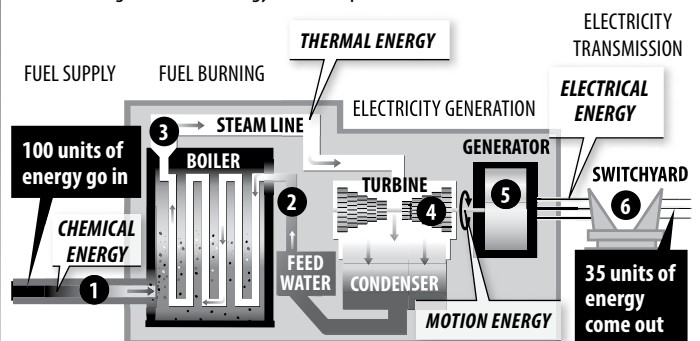 ELECTRICITY
TRANSMISSION
THERMAL ENERGY
FUEL SUPPLY
FUEL BURNING
ELECTRICITY GENERATION
ELECTRICAL
ENERGY
3
STEAM LINE
100 units of
energy go in
BOILER
GENERATOR
SWITCHYARD
TURBINE
2
4
5
6
CHEMICAL
ENERGY
1
FEED
WATER
CONDENSER
MOTION ENERGY
35 units of
energy
come out